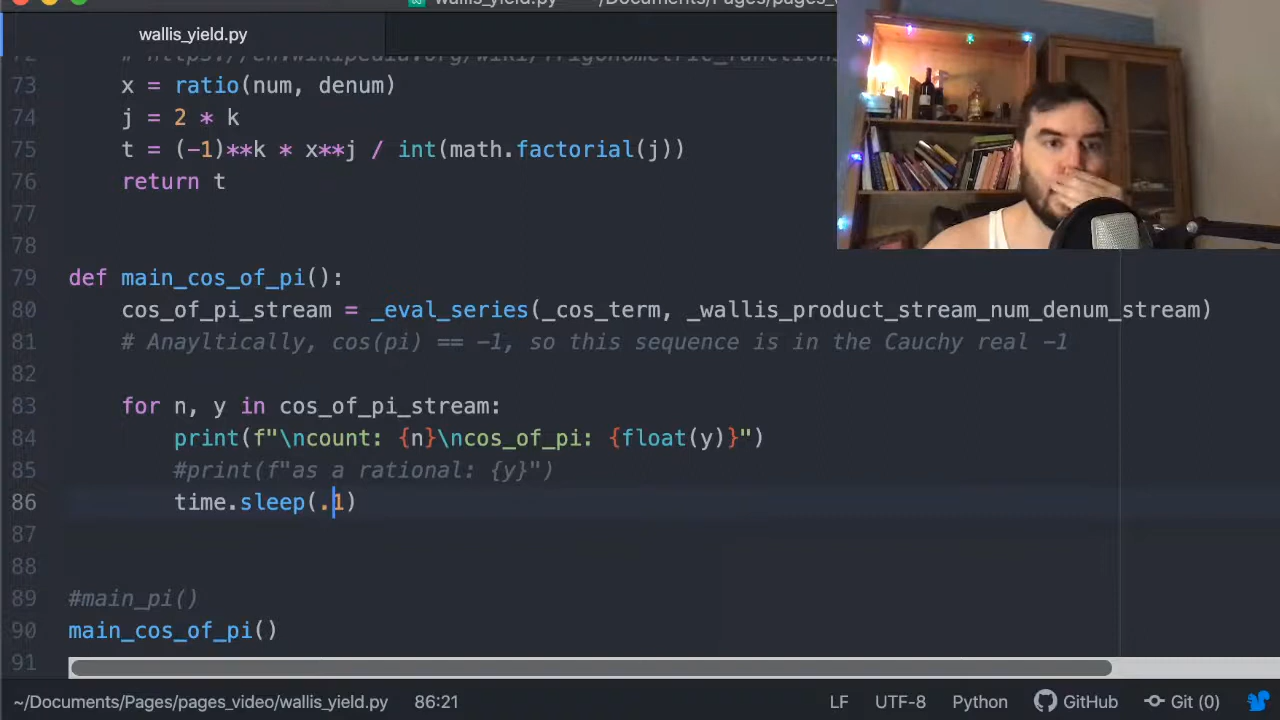 wallis_yield.py
73 x = ratio(num, denum)
74 j = 2 * k
75 t = (-1)**k * x**j / int(math.factorial(j))
76 return t
77
78
79 def main_cos_of_pi():
80 cos_of_pi_stream = _eval_series(_cos_term, _wallis_product_stream_num_denum_stream)
81 # Anayltically, cos(pi) == -1, so this sequence is in the Cauchy real -1
82
83 for n, y in cos_of_pi_stream:
84 print(f"\ncount: {n}\ncos_of_pi: {float(y)}")
85 #print(f"as a rational: {y}")
86 time.sleep(.1)
87
88
89 #main_pi()
90 main_cos_of_pi()
91
~/Documents/Pages/pages_video/wallis_yield.py 86:21 LF UTF-8 Python GitHub Git (0)